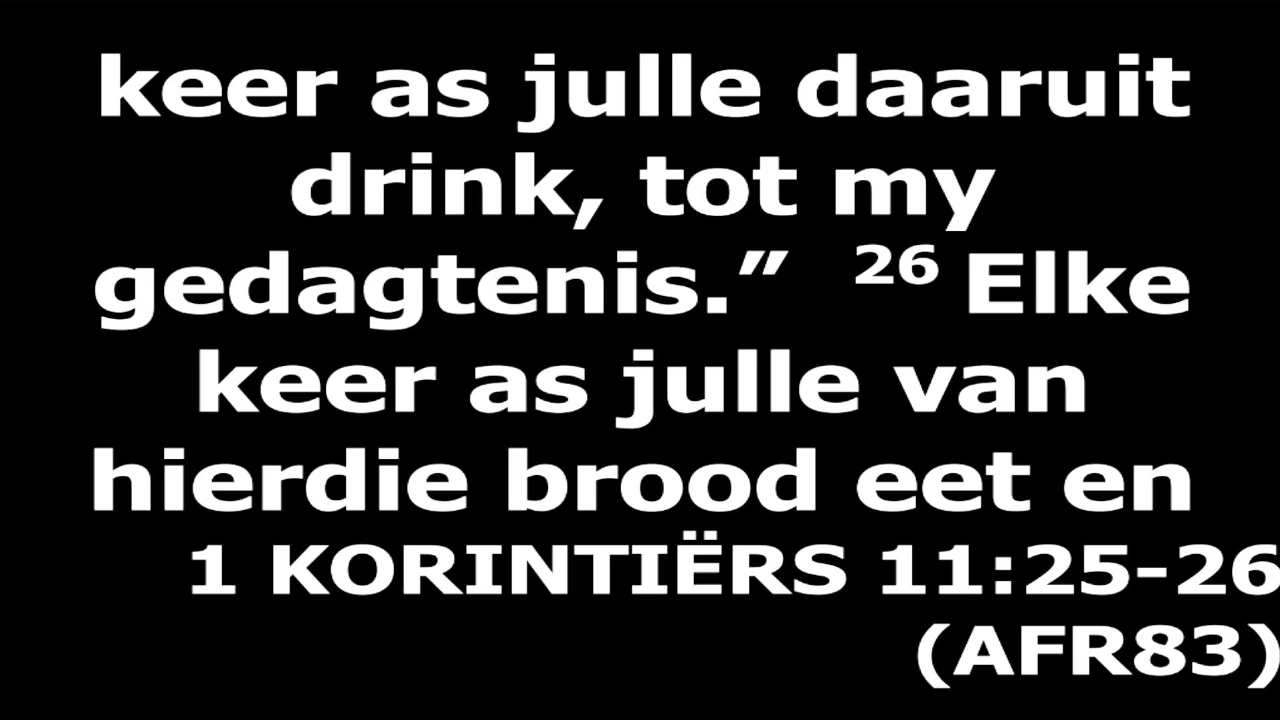 keer as julle daaruit
drink, tot my
gedagtenis.” ²⁶ Elke
keer as julle van
hierdie brood eet en
1 KORINTIËRS 11:25-26
(AFR83)